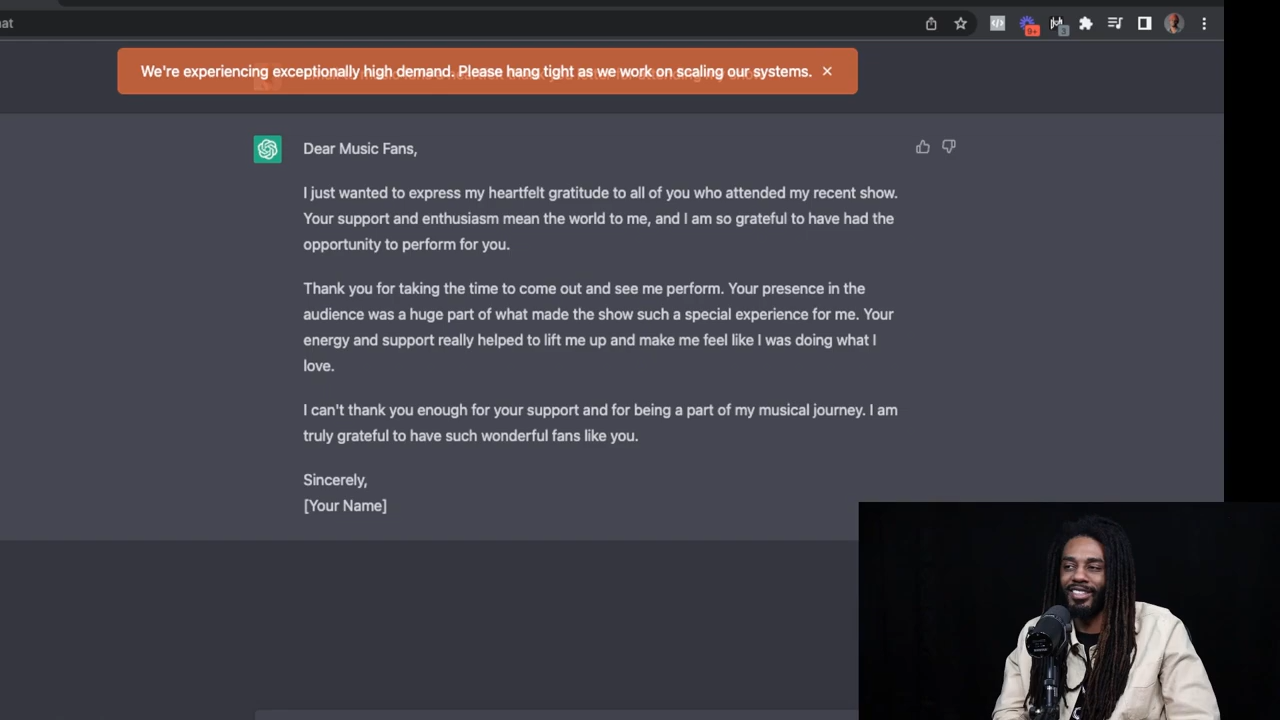 nat
9+
3
We're experiencing exceptionally high demand. Please hang tight as we work on scaling our systems.
Dear Music Fans,
I just wanted to express my heartfelt gratitude to all of you who attended my recent show.
Your support and enthusiasm mean the world to me, and I am so grateful to have had the
opportunity to perform for you.
Thank you for taking the time to come out and see me perform. Your presence in the
audience was a huge part of what made the show such a special experience for me. Your
energy and support really helped to lift me up and make me feel like I was doing what I
love.
I can't thank you enough for your support and for being a part of my musical journey. I am
truly grateful to have such wonderful fans like you.
Sincerely,
[Your Name]